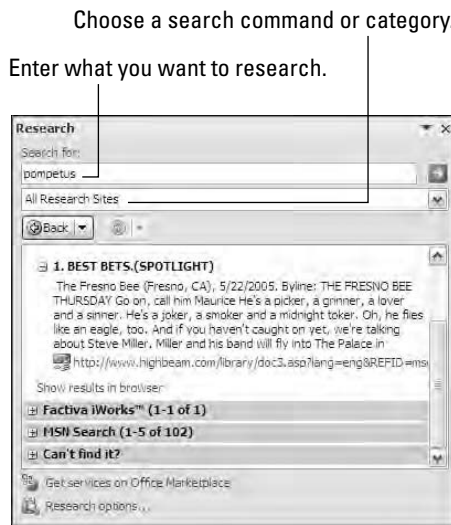 Choose a search command or category.
Enter what you want to research.
Research
Search for:
pompetus
All Research Sites
Back
1. BEST BETS.(SPOTLIGHT)
The Fresno Bee (Fresno, CA), 5/22/2005. Byline: THE FRESNO BEE
THURSDAY Go on, call him Maurice He's a picker, a grinner, a lover
and a sinner. He's a joker, a smoker and a midnight toker. Oh, he flies
like an eagle, too. And if you haven't caught on yet, we're talking
about Steve Miller. Miller and his band will fly into The Palace in
http://www.highbeam.com/library/doc3.asp?lang=eng&REFID=ms
Show results in browser
Factiva iWorks™ (1-1 of 1)
MSN Search (1-5 of 102)
Can't find it?
Get services on Office Marketplace
Research options...